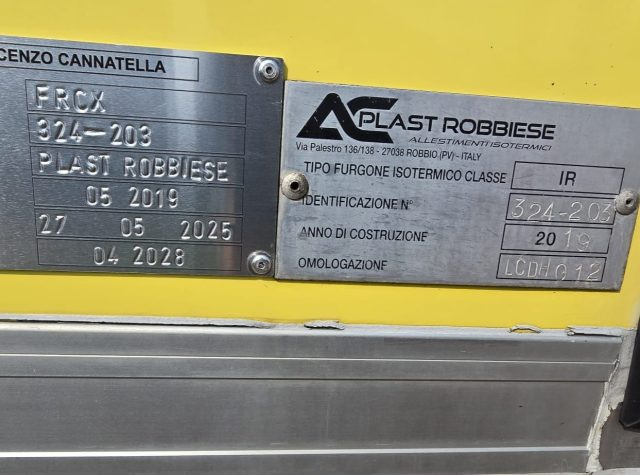 CENZO CANNATELLA
FRCX
324-203
PLAST ROBBIESE
05 2019
27 05 2025
04 2028
AC PLAST ROBBIESE
ALLESTIMENTI ISOTERMICI
Via Palestro 136/138 - 27038 ROBBIO (PV) - ITALY
TIPO FURGONE ISOTERMICO CLASSE IR
IDENTIFICAZIONE N° 324-203
ANNO DI COSTRUZIONE 2019
OMOLOGAZIONE LCDH 012